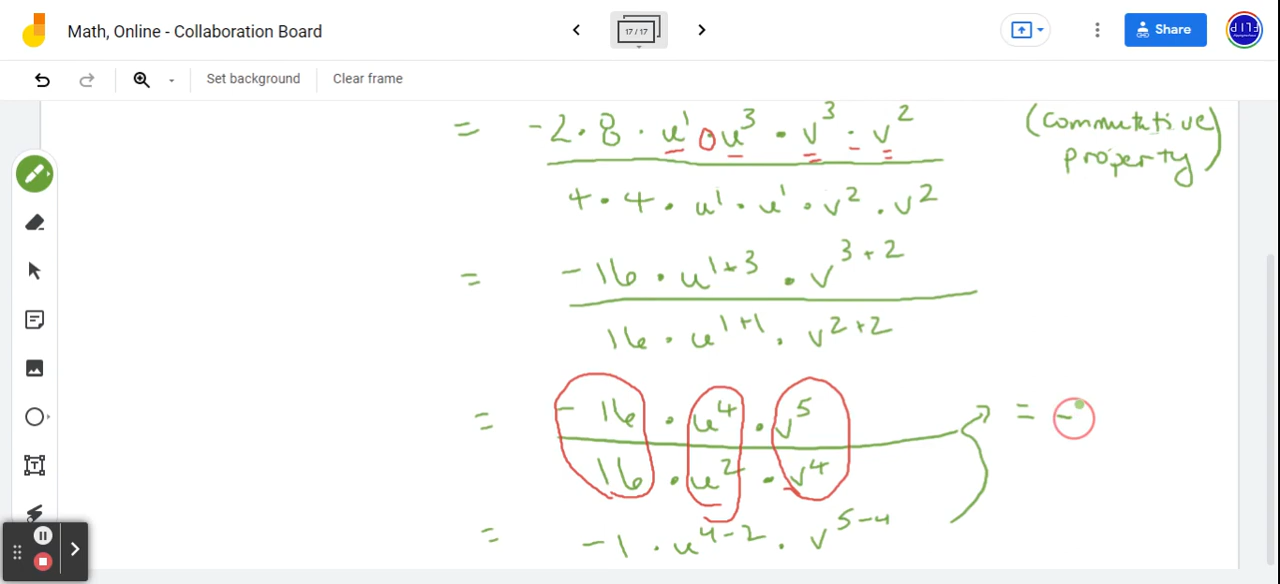 Math, Online - Collaboration Board
17 / 17
Share
FLIP
Set background
Clear frame
= -2 · 8 · u¹ · u³ · v³ · v² (commutative
property)
4 · 4 · u¹ · u¹ · v² · v²
= -16 · u¹⁺³ · v³⁺²
16 · u¹⁺¹ · v²⁺²
= -16 · u⁴ · v⁵ = -
16 · u² · v⁴
= -1 · u⁴⁻² · v⁵⁻⁴